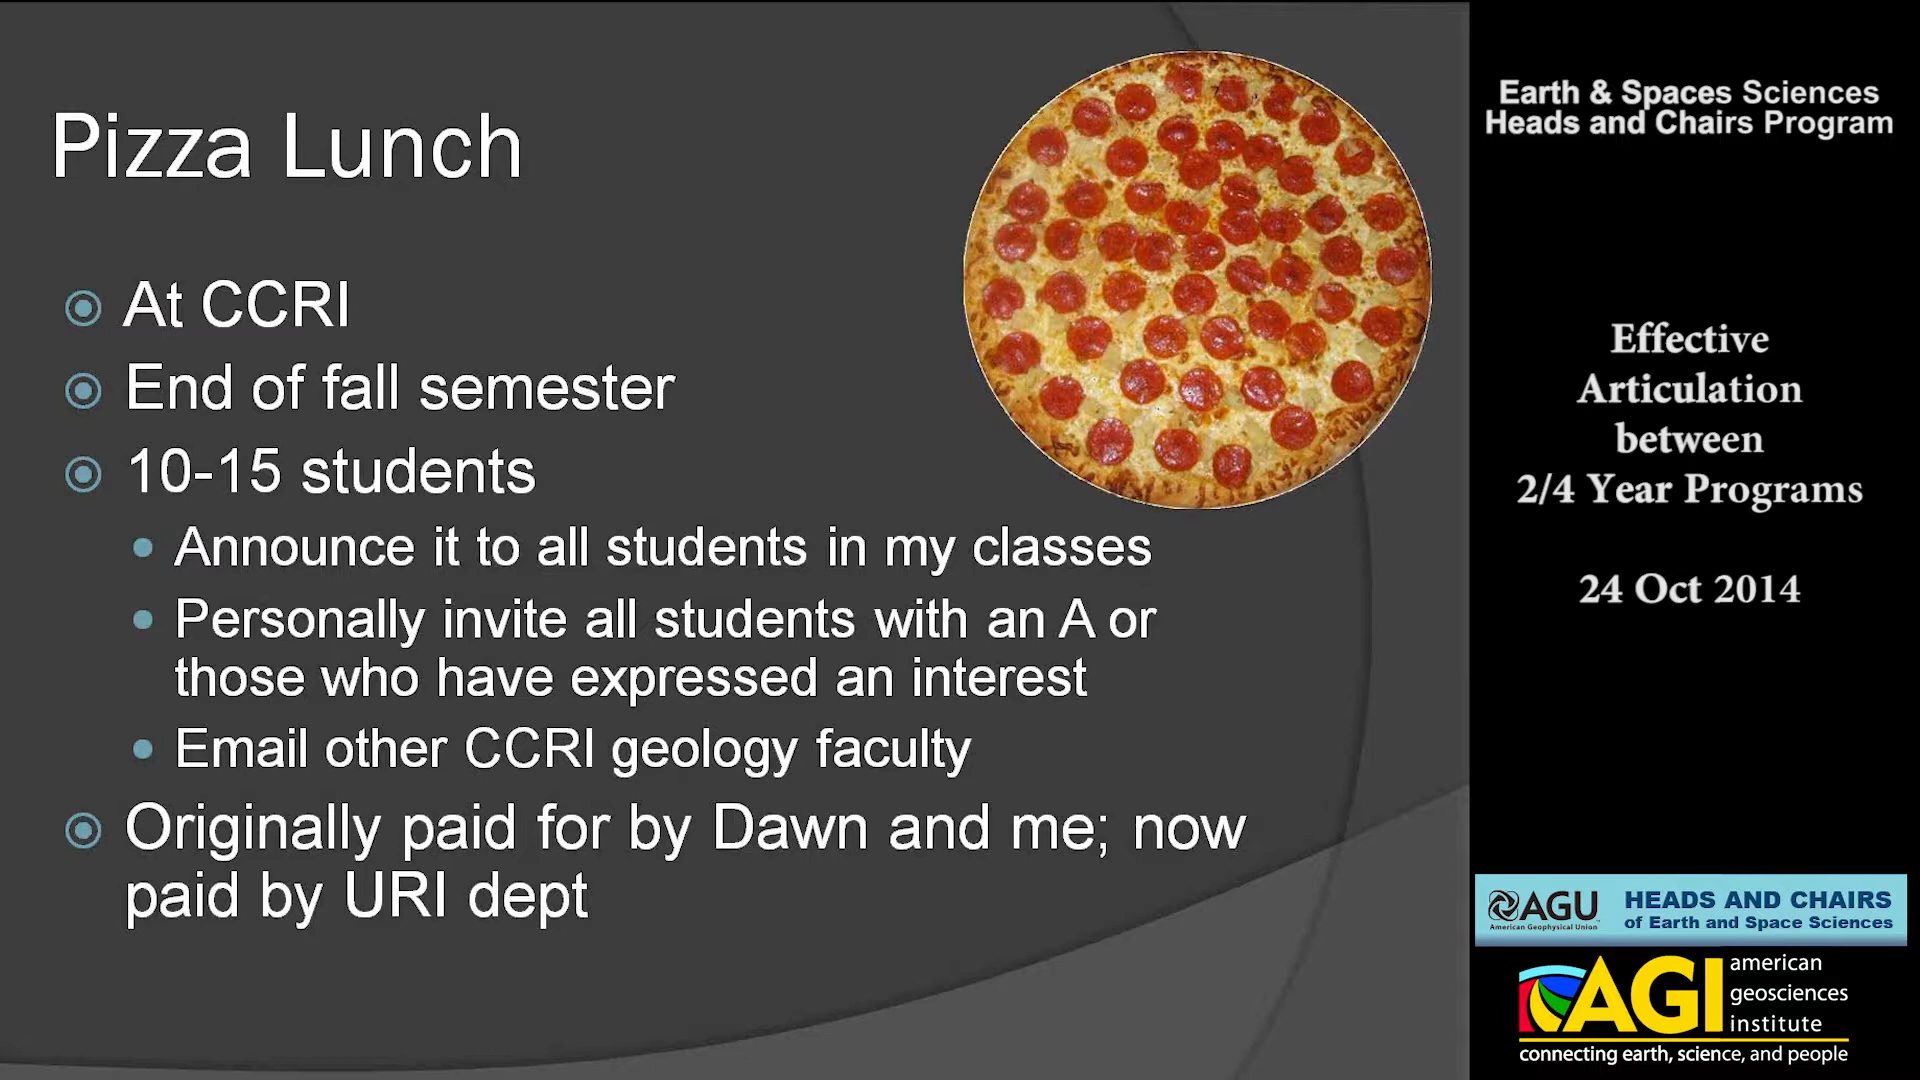 Pizza Lunch
At CCRI
End of fall semester
10-15 students
Announce it to all students in my classes
Personally invite all students with an A or
those who have expressed an interest
Email other CCRI geology faculty
Originally paid for by Dawn and me; now
paid by URI dept
Earth & Spaces Sciences
Heads and Chairs Program
Effective
Articulation
between
2/4 Year Programs
24 Oct 2014
AGU
American Geophysical Union
HEADS AND CHAIRS
of Earth and Space Sciences
AGI
american
geosciences
institute
connecting earth, science, and people